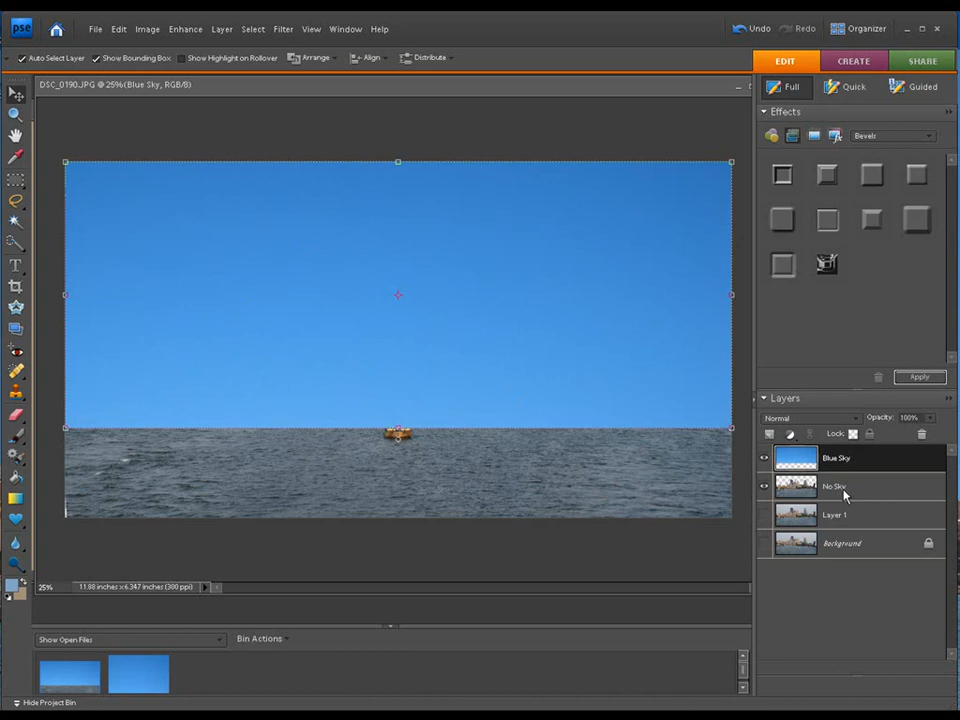 pse File Edit Image Enhance Layer Select Filter View Window Help Undo Redo Organizer
Auto Select Layer Show Bounding Box Show Highlight on Rollover Arrange Align Distribute EDIT CREATE SHARE
DSC_0190.JPG @ 25%(Blue Sky, RGB/8)
Full Quick Guided
Effects
Bevels
Apply
Layers
Normal Opacity: 100%
Lock:
Blue Sky
No Sky
Layer 1
Background
25% 11.88 inches x 6.347 inches (300 ppi)
Show Open Files Bin Actions
Hide Project Bin